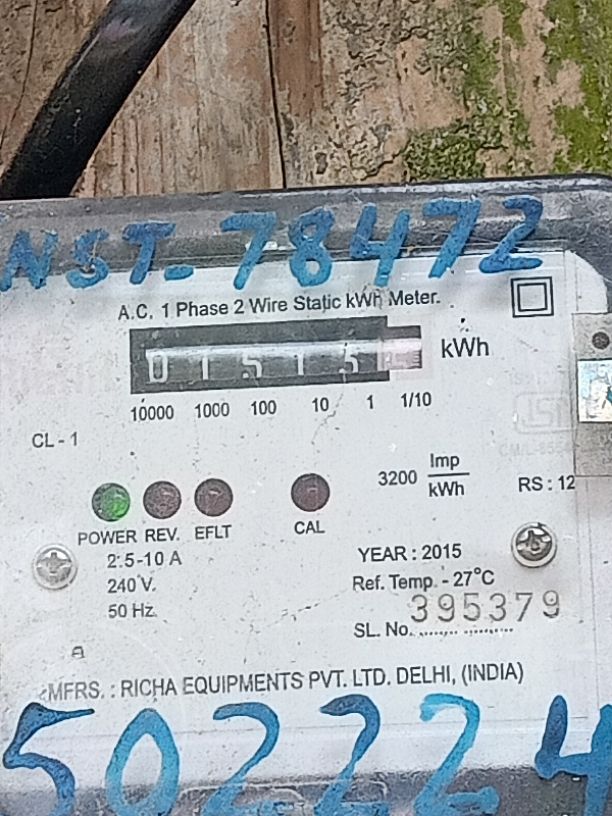 NST-78472
A.C. 1 Phase 2 Wire Static kWh Meter.
01515 kWh
10000 1000 100 10 1 1/10
CL-1
3200 Imp/kWh
RS : 12
POWER REV. EFLT CAL
2.5-10 A
240 V.
50 Hz.
YEAR : 2015
Ref. Temp. - 27°C
SL. No. 395379
MFRS. : RICHA EQUIPMENTS PVT. LTD. DELHI, (INDIA)
502224